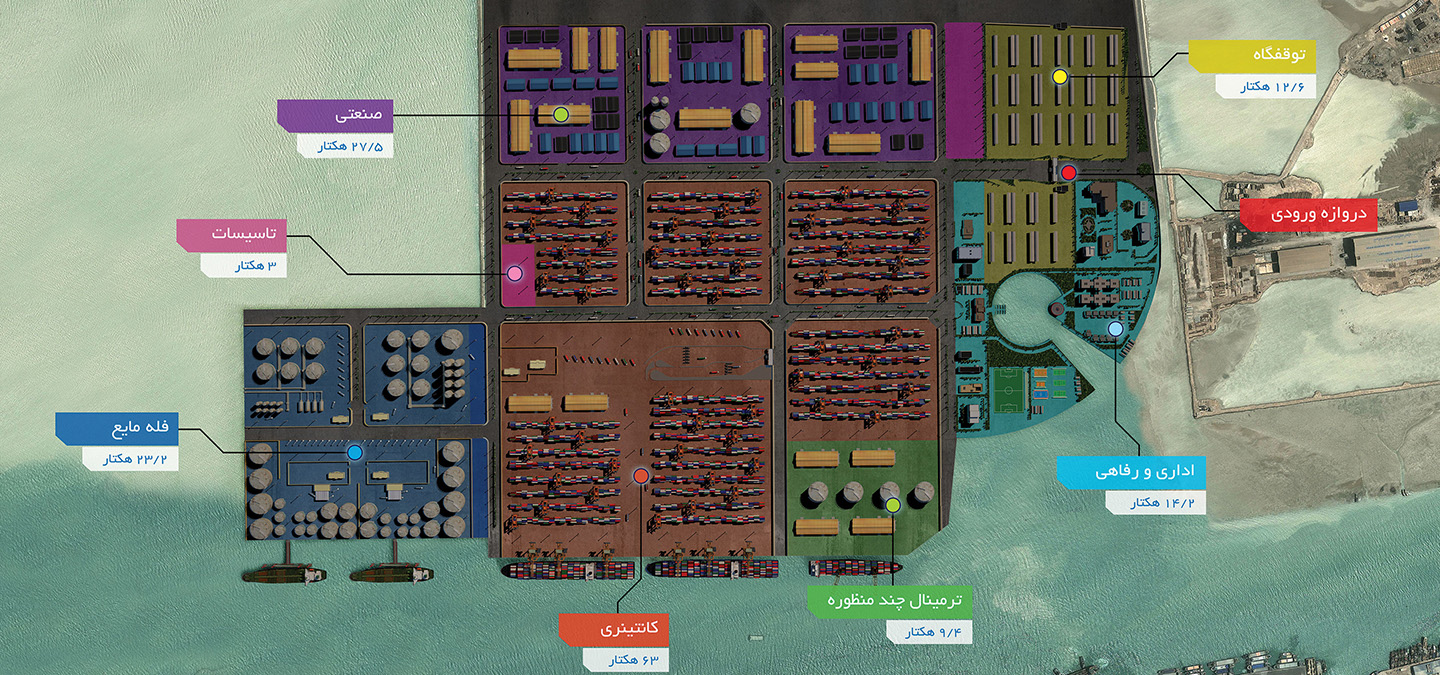 توقفگاه
۱۲/۶ هکتار
صنعتی
۲۷/۵ هکتار
دروازه ورودی
تاسیسات
۳ هکتار
فله مایع
۲۳/۲ هکتار
اداری و رفاهی
۱۴/۲ هکتار
ترمینال چند منظوره
۹/۴ هکتار
کانتینری
۶۳ هکتار